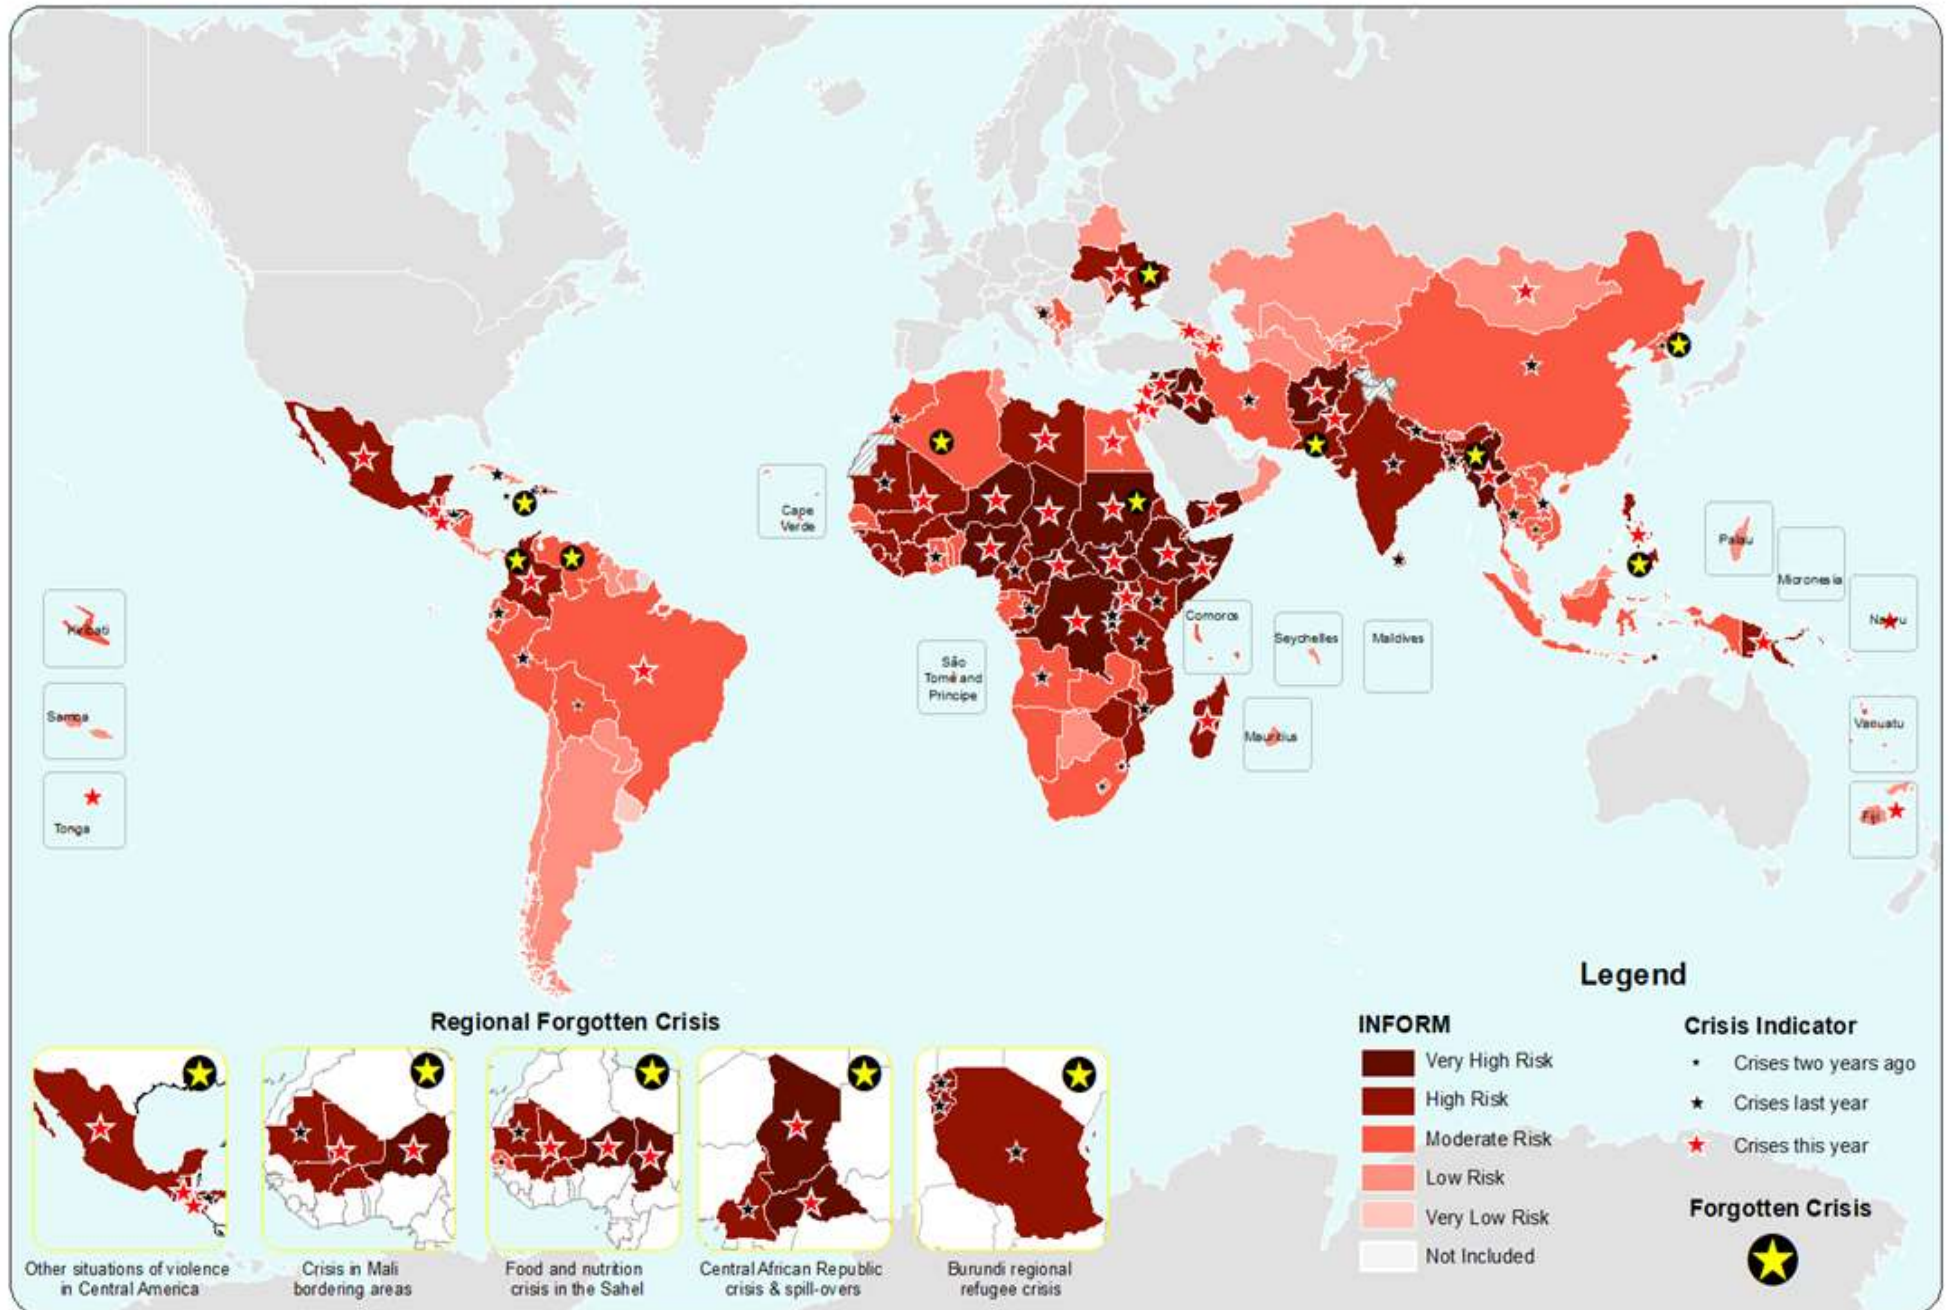 Cape
Verde
Palau
Micronesia
Nauru
Kiribati
Comoros
Seychelles
Maldives
São
Tomé and
Principe
Samoa
Mauritius
Vanuatu
Tonga
Fiji
Legend
Regional Forgotten Crisis
INFORM
Very High Risk
High Risk
Moderate Risk
Low Risk
Very Low Risk
Not Included
Crisis Indicator
Crises two years ago
Crises last year
Crises this year
Forgotten Crisis
Other situations of violence
in Central America
Crisis in Mali
bordering areas
Food and nutrition
crisis in the Sahel
Central African Republic
crisis & spill-overs
Burundi regional
refugee crisis